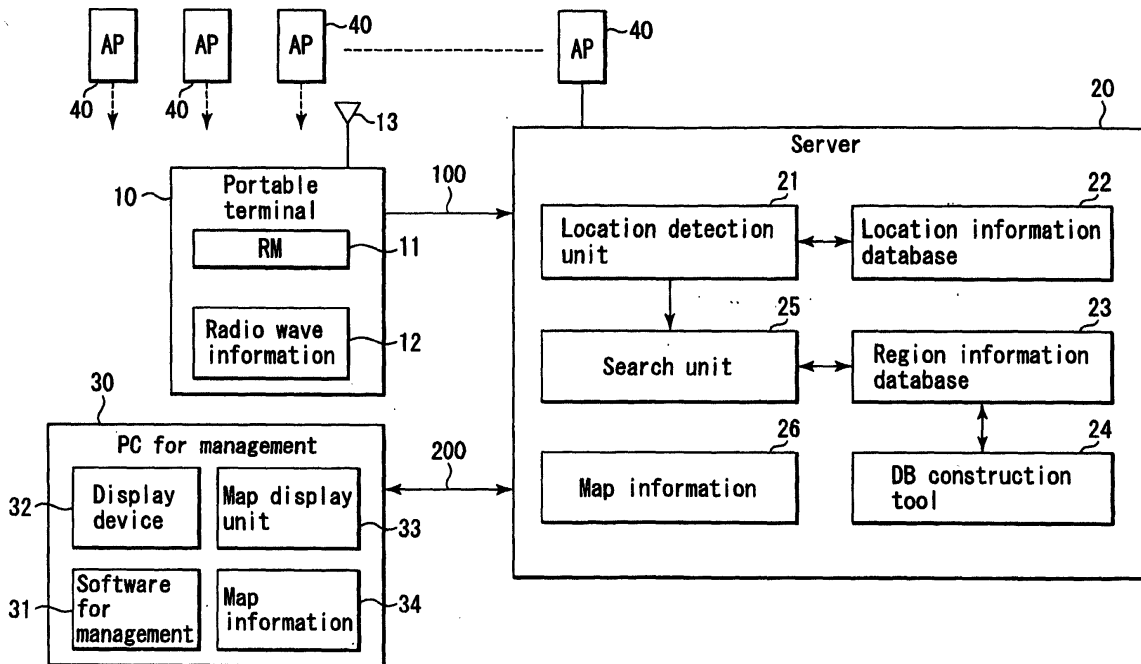 AP
AP
AP
40
AP
40
40
40
13
20
Server
10
Portable
terminal
RM
11
Radio wave
information
12
100
21
Location detection
unit
22
Location information
database
25
Search unit
23
Region information
database
26
Map information
24
DB construction
tool
30
PC for management
200
32
Display
device
Map display
unit
33
31
Software
for
management
Map
information
34